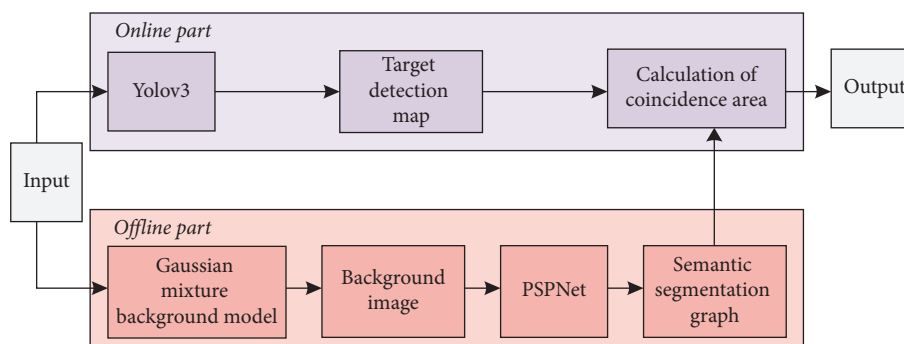 Online part
Yolov3
Target
detection
map
Calculation of
coincidence area
Output
Input
Offline part
Gaussian
mixture
background model
Background
image
PSPNet
Semantic
segmentation
graph